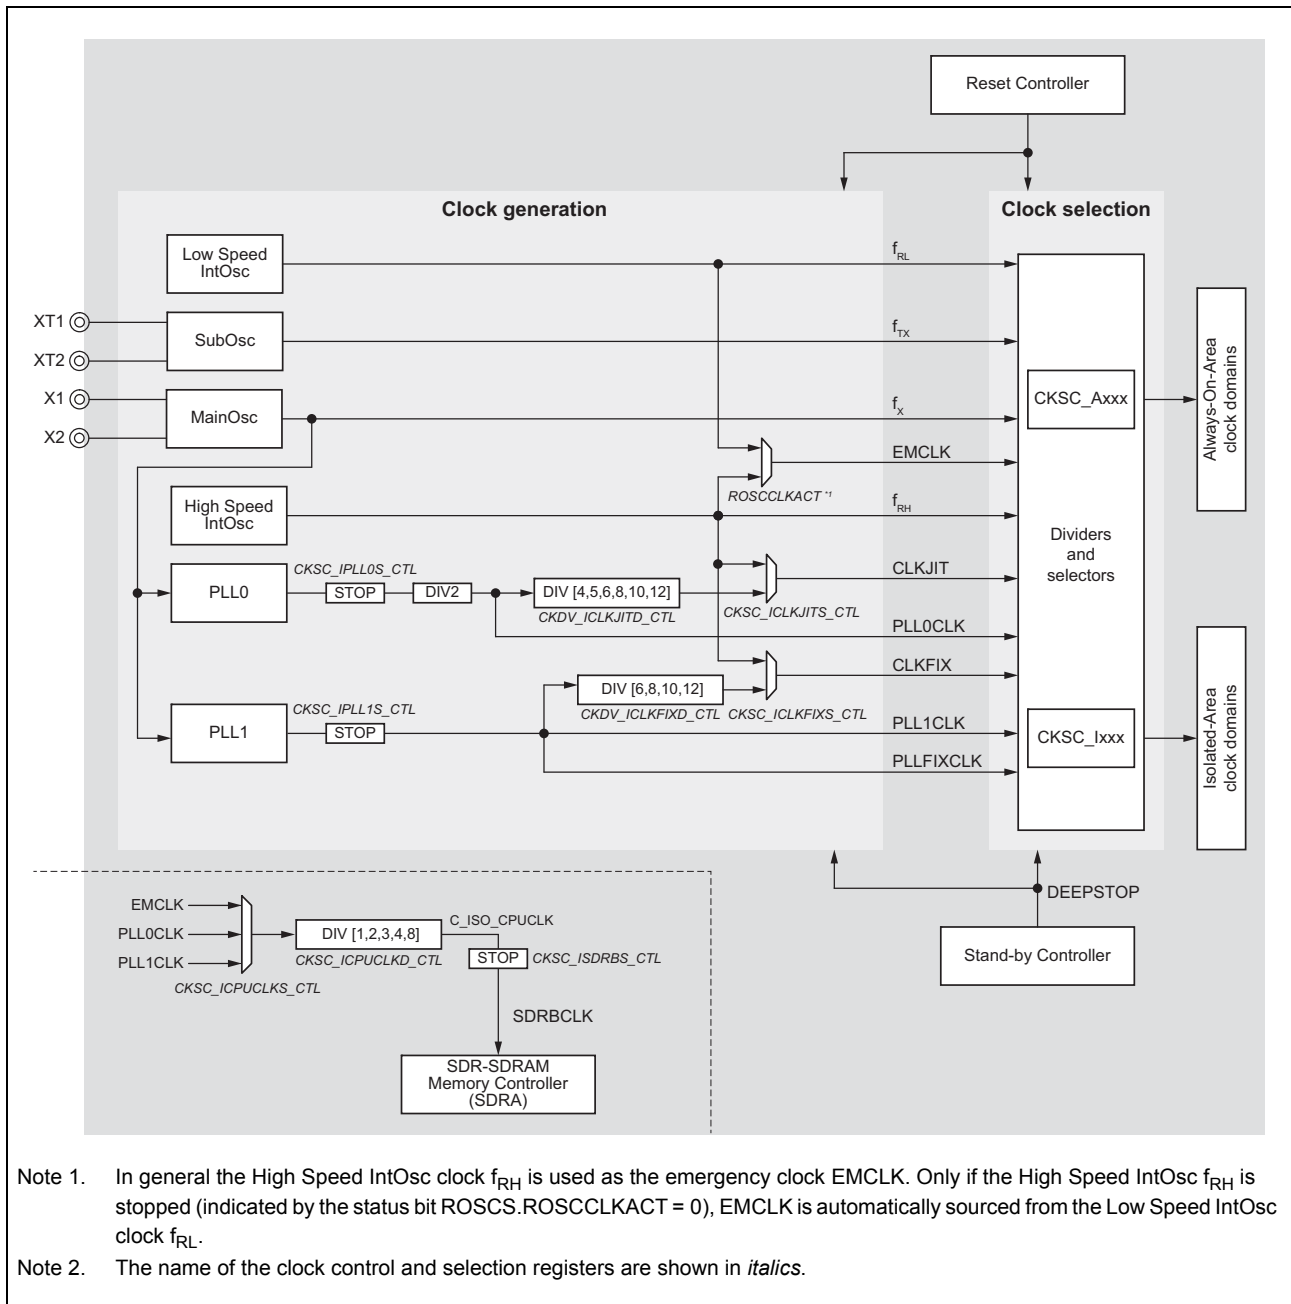 Reset Controller
Clock generation
Clock selection
Low Speed
IntOsc
f_RL
XT1
SubOsc
f_TX
XT2
X1
MainOsc
f_X
CKSC_Axxx
X2
EMCLK
ROSCCLKACT *1
High Speed
IntOsc
f_RH
Dividers
and
selectors
Always-On-Area
clock domains
CKSC_IPLL0S_CTL
PLL0
STOP
DIV2
DIV [4,5,6,8,10,12]
CLKJIT
CKDV_ICLKJITD_CTL
CKSC_ICLKJITS_CTL
PLL0CLK
CLKFIX
DIV [6,8,10,12]
CKSC_IPLL1S_CTL
CKDV_ICLKFIXD_CTL
CKSC_ICLKFIXS_CTL
PLL1
STOP
PLL1CLK
CKSC_Ixxx
PLLFIXCLK
Isolated-Area
clock domains
DEEPSTOP
Stand-by Controller
EMCLK
PLL0CLK
PLL1CLK
CKSC_ICPUCLKS_CTL
DIV [1,2,3,4,8]
CKSC_ICPUCLKD_CTL
C_ISO_CPUCLK
STOP
CKSC_ISDRBS_CTL
SDRBCLK
SDR-SDRAM
Memory Controller
(SDRA)
Note 1. In general the High Speed IntOsc clock f_RH is used as the emergency clock EMCLK. Only if the High Speed IntOsc f_RH is
stopped (indicated by the status bit ROSCS.ROSCCLKACT = 0), EMCLK is automatically sourced from the Low Speed IntOsc
clock f_RL.
Note 2. The name of the clock control and selection registers are shown in italics.